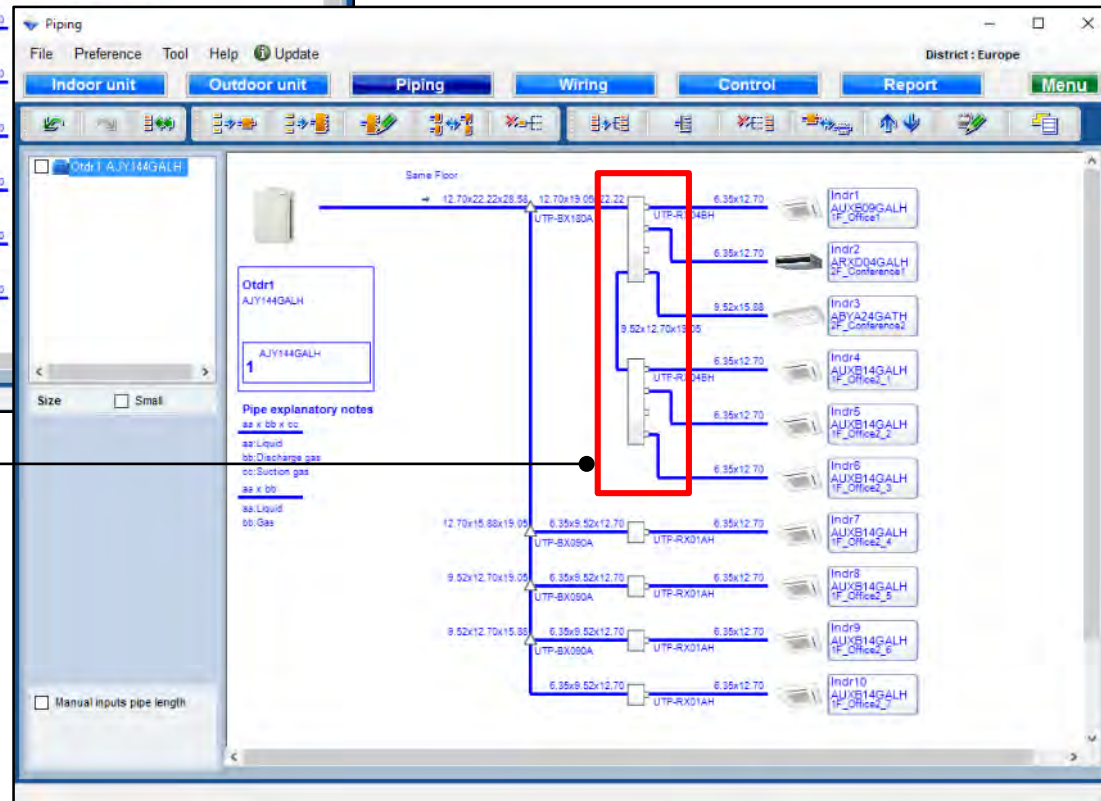 Piping
File Preference Tool Help Update
District : Europe
Indoor unit Outdoor unit Piping Wiring Control Report Menu
Otdr1 AJY144GALH
Size Small
Manual inputs pipe length
Same Floor
12.70x22.22x28.58 12.70x19.05x22.22 6.35x12.70
UTP-BX180A UTP-RX04BH
Indr1
AUXB09GALH
1F_Office1
6.35x12.70
Indr2
ARXD04GALH
2F_Conference1
9.52x15.88
Indr3
ABYA24GATH
2F_Conference2
9.52x12.70x19.05
6.35x12.70
UTP-RX04BH
Indr4
AUXB14GALH
1F_Office2_1
6.35x12.70
Indr5
AUXB14GALH
1F_Office2_2
6.35x12.70
Indr6
AUXB14GALH
1F_Office2_3
12.70x15.88x19.05 6.35x9.52x12.70 6.35x12.70
UTP-BX090A UTP-RX01AH
Indr7
AUXB14GALH
1F_Office2_4
9.52x12.70x19.05 6.35x9.52x12.70 6.35x12.70
UTP-BX090A UTP-RX01AH
Indr8
AUXB14GALH
1F_Office2_5
9.52x12.70x15.88 6.35x9.52x12.70 6.35x12.70
UTP-BX090A UTP-RX01AH
Indr9
AUXB14GALH
1F_Office2_6
6.35x9.52x12.70 6.35x12.70
UTP-RX01AH
Indr10
AUXB14GALH
1F_Office2_7
Otdr1
AJY144GALH
AJY144GALH
1
Pipe explanatory notes
aa x bb x cc
aa:Liquid
bb:Discharge gas
cc:Suction gas
aa x bb
aa:Liquid
bb:Gas